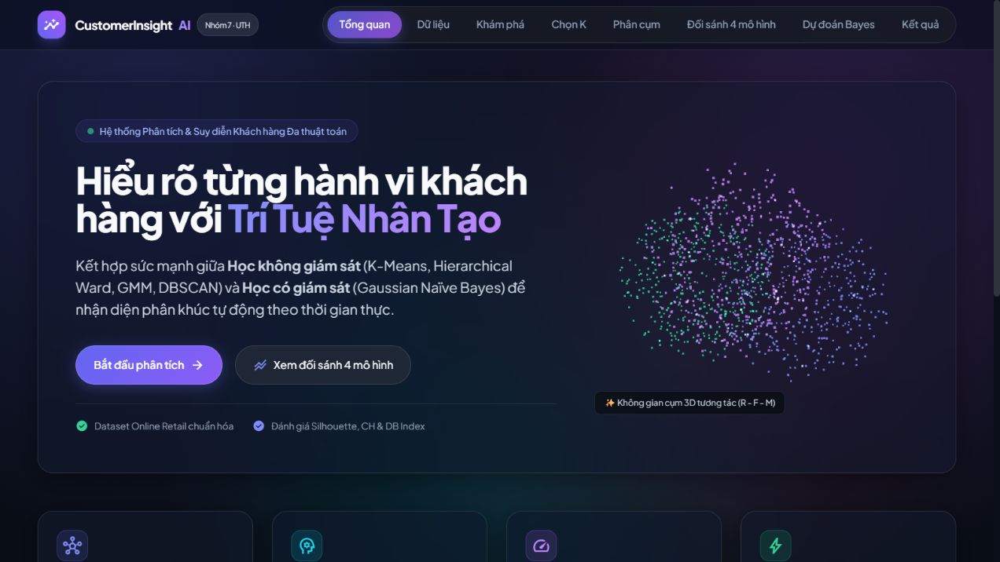 CustomerInsight AI
Nhóm 7 · UTH
Tổng quan
Dữ liệu
Khám phá
Chọn K
Phân cụm
Đối sánh 4 mô hình
Dự đoán Bayes
Kết quả
Hệ thống Phân tích & Suy diễn Khách hàng Đa thuật toán
Hiểu rõ từng hành vi khách
hàng với Trí Tuệ Nhân Tạo
Kết hợp sức mạnh giữa Học không giám sát (K-Means, Hierarchical
Ward, GMM, DBSCAN) và Học có giám sát (Gaussian Naïve Bayes) để
nhận diện phân khúc tự động theo thời gian thực.
Bắt đầu phân tích
Xem đối sánh 4 mô hình
Không gian cụm 3D tương tác (R - F - M)
Dataset Online Retail chuẩn hóa
Đánh giá Silhouette, CH & DB Index